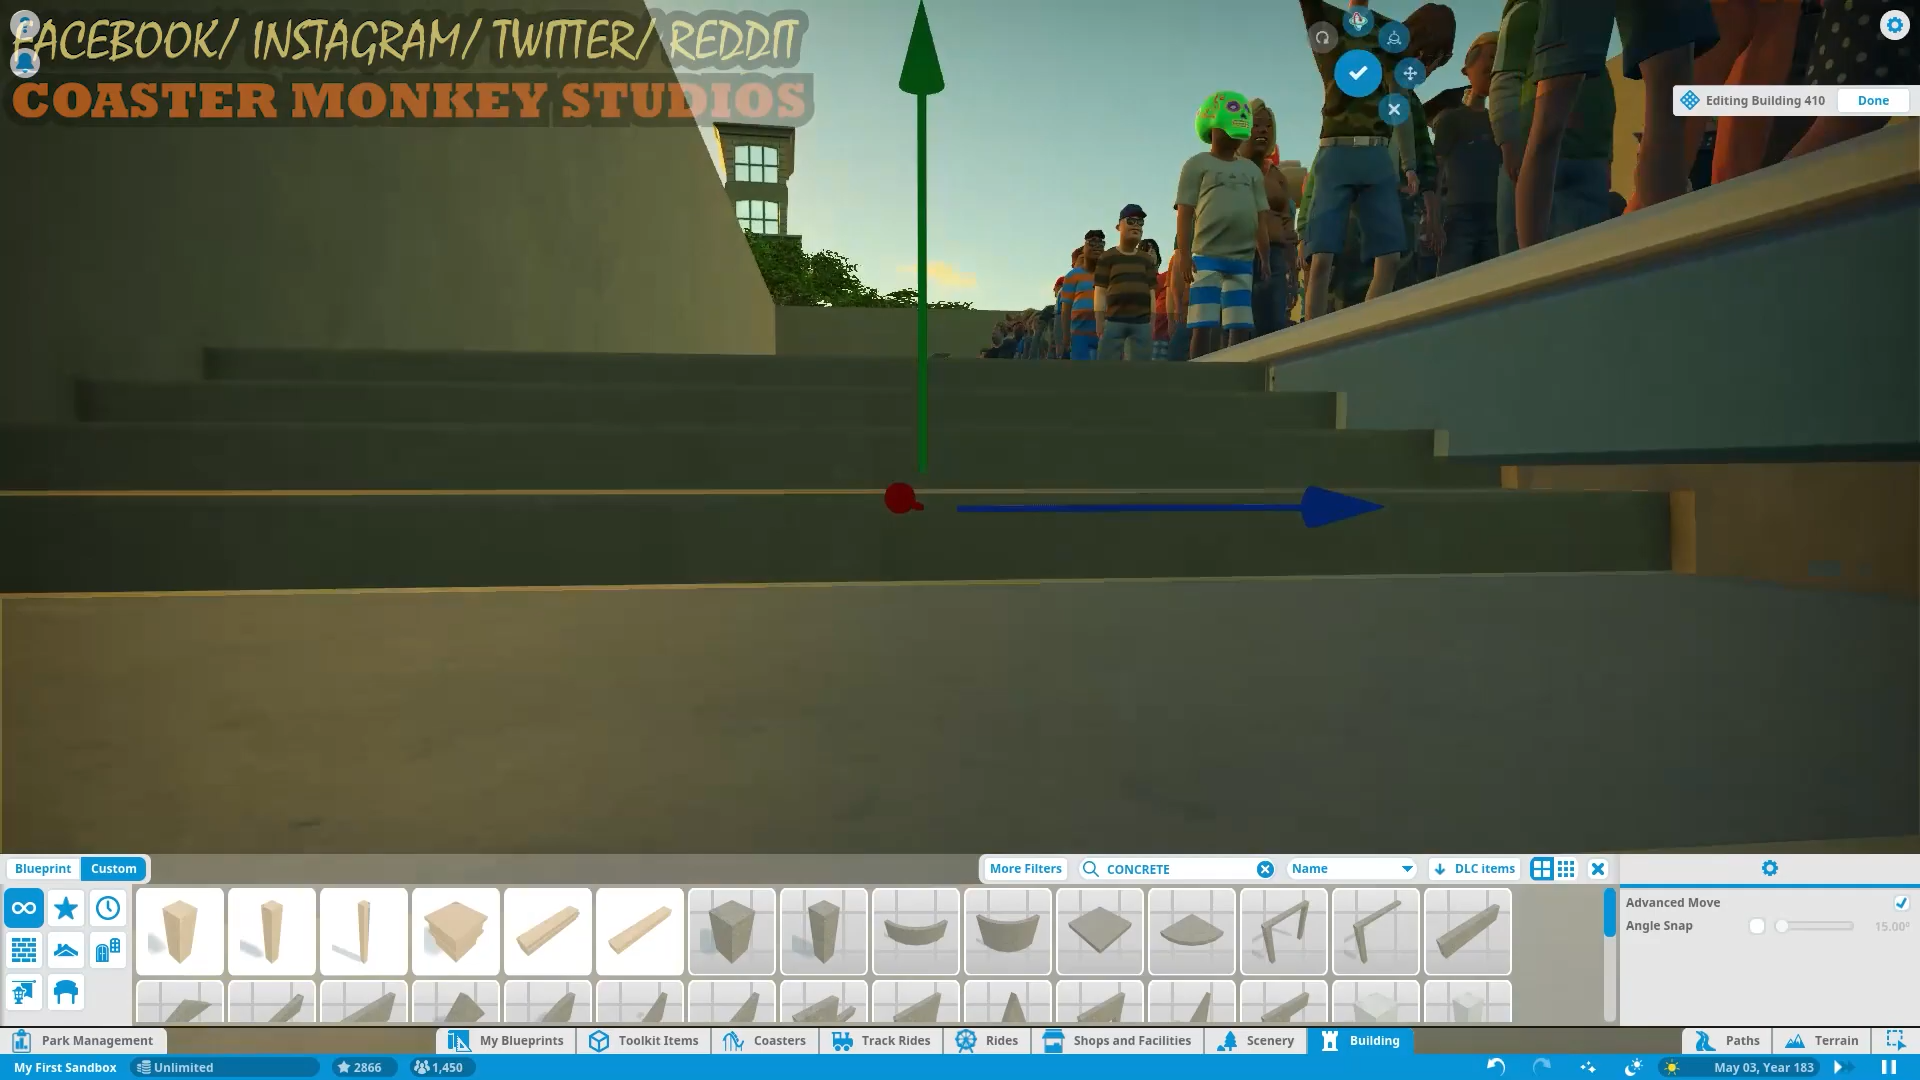 FACEBOOK/ INSTAGRAM/ TWITTER/ REDDIT
COASTER MONKEY STUDIOS
Editing Building 410
Done
Blueprint
Custom
More Filters
CONCRETE
Name
DLC items
Advanced Move
Angle Snap
15.00°
Park Management
My Blueprints
Toolkit Items
Coasters
Track Rides
Rides
Shops and Facilities
Scenery
Building
Paths
Terrain
My First Sandbox
Unlimited
2866
1,450
May 03, Year 183